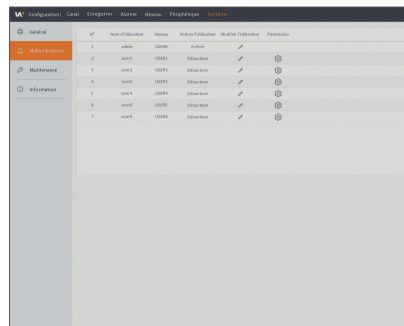 Configuration Canal Enregistrer Alarme Réseau Périphérique Système
Général
Multiutilisateurs
Maintenance
Information
N° Nom d'Utilisateur Niveau Activer l'Utilisateur Modifier l'Utilisateur Permission
1 admin ADMIN Activer
2 user1 USER1 Désactiver
3 user2 USER2 Désactiver
4 user3 USER3 Désactiver
5 user4 USER4 Désactiver
6 user5 USER5 Désactiver
7 user6 USER6 Désactiver